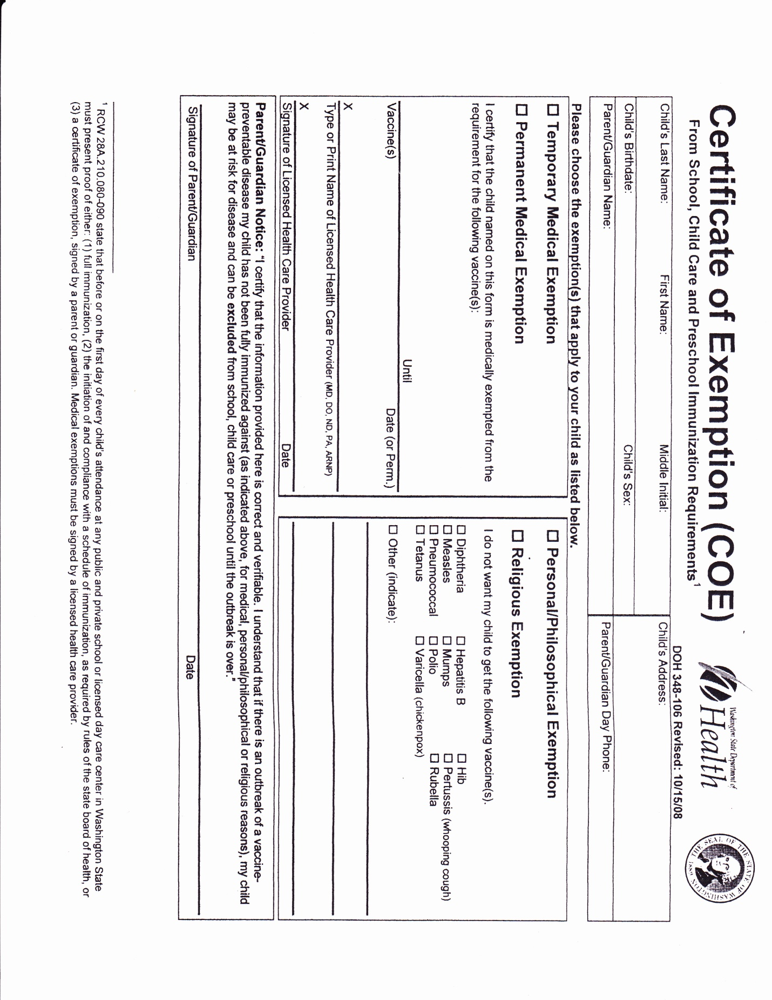 Certificate of Exemption (COE)
From School, Child Care and Preschool Immunization Requirements1
Washington State Department of
Health
THE SEAL OF THE STATE OF WASHINGTON
1889
DOH 348-106 Revised: 10/15/08
Child's Last Name: First Name: Middle Initial:
Child's Address:
Child's Birthdate: Child's Sex:
Parent/Guardian Name:
Parent/Guardian Day Phone:
Please choose the exemption(s) that apply to your child as listed below.
☐ Temporary Medical Exemption
☐ Permanent Medical Exemption
I certify that the child named on this form is medically exempted from the
requirement for the following vaccine(s):
Until
Vaccine(s) Date (or Perm.)
X
Type or Print Name of Licensed Health Care Provider (MD, DO, ND, PA, ARNP)
X
Signature of Licensed Health Care Provider Date
☐ Personal/Philosophical Exemption
☐ Religious Exemption
I do not want my child to get the following vaccine(s).
☐ Diphtheria ☐ Hepatitis B ☐ Hib
☐ Measles ☐ Mumps ☐ Pertussis (whooping cough)
☐ Pneumococcal ☐ Polio ☐ Rubella
☐ Tetanus ☐ Varicella (chickenpox)
☐ Other (indicate):
Parent/Guardian Notice: "I certify that the information provided here is correct and verifiable. I understand that if there is an outbreak of a vaccine-
preventable disease my child has not been fully immunized against (as indicated above, for medical, personal/philosophical or religious reasons), my child
may be at risk for disease and can be excluded from school, child care or preschool until the outbreak is over."
Signature of Parent/Guardian Date
1 RCW 28A.210.080-090 state that before or on the first day of every child's attendance at any public and private school or licensed day care center in Washington State
must present proof of either: (1) full immunization, (2) the initiation of and compliance with a schedule of immunization, as required by rules of the state board of health, or
(3) a certificate of exemption, signed by a parent or guardian. Medical exemptions must be signed by a licensed health care provider.